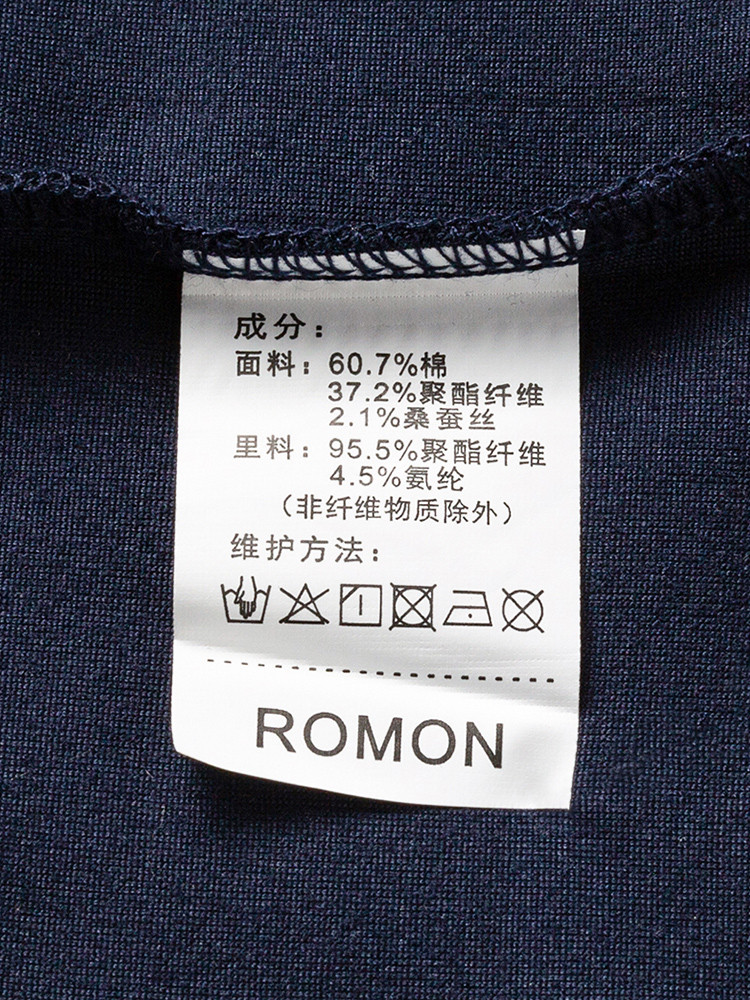 成分：
面料：60.7%棉
37.2%聚酯纤维
2.1%桑蚕丝
里料：95.5%聚酯纤维
4.5%氨纶
（非纤维物质除外）
维护方法：
ROMON